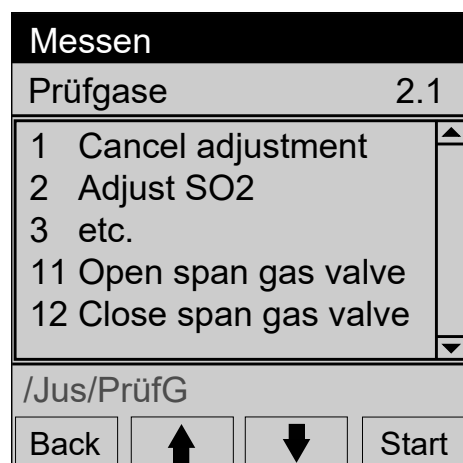 Messen
Prüfgase 2.1
1 Cancel adjustment
2 Adjust SO2
3 etc.
11 Open span gas valve
12 Close span gas valve
/Jus/PrüfG
Back Start